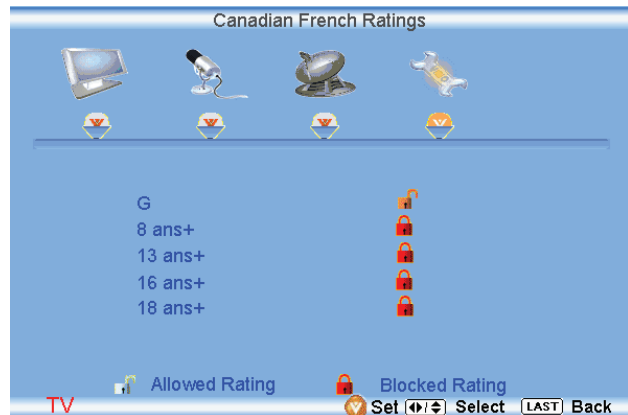 Canadian French Ratings
G
8 ans+
13 ans+
16 ans+
18 ans+
Allowed Rating Blocked Rating
TV Set Select LAST Back